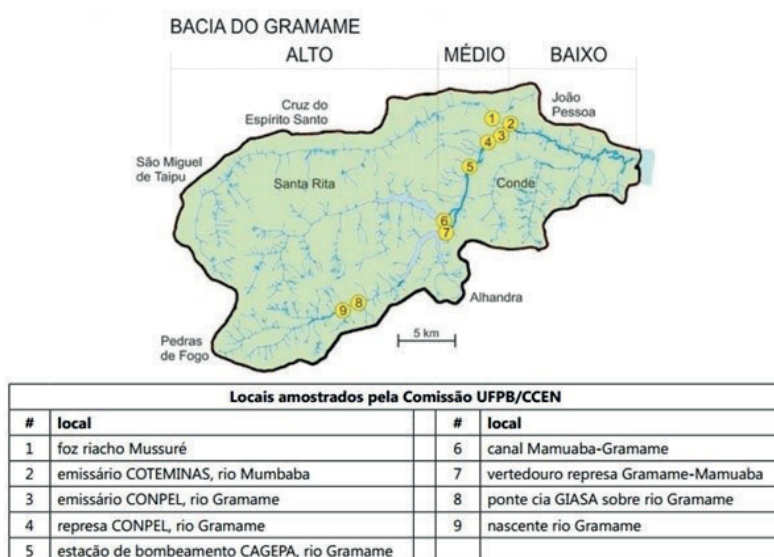 BACIA DO GRAMAME
ALTO
MÉDIO
BAIXO
Cruz do
Espírito Santo
João
Pessoa
São Miguel
de Taipu
Santa Rita
Conde
1
2
3
4
5
6
7
8
9
Alhandra
5 km
Pedras
de Fogo
Locais amostrados pela Comissão UFPB/CCEN
# local # local
1 foz riacho Mussuré 6 canal Mamuaba-Gramame
2 emissário COTEMINAS, rio Mumbaba 7 vertedouro represa Gramame-Mamuaba
3 emissário CONPEL, rio Gramame 8 ponte cia GIASA sobre rio Gramame
4 represa CONPEL, rio Gramame 9 nascente rio Gramame
5 estação de bombeamento CAGEPA, rio Gramame